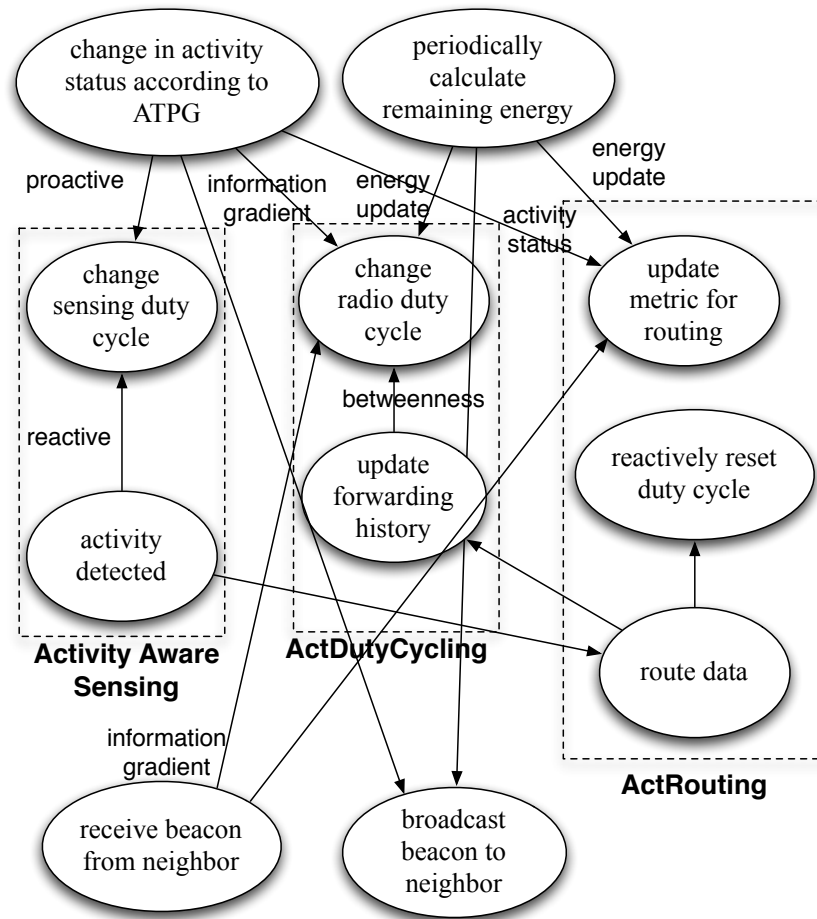 change in activity
status according to
ATPG
periodically
calculate
remaining energy
proactive
information
gradient
energy
update
activity
status
energy
update
change
sensing duty
cycle
change
radio duty
cycle
update
metric for
routing
reactive
betweenness
activity
detected
update
forwarding
history
reactively reset
duty cycle
route data
Activity Aware
Sensing
ActDutyCycling
ActRouting
information
gradient
receive beacon
from neighbor
broadcast
beacon to
neighbor